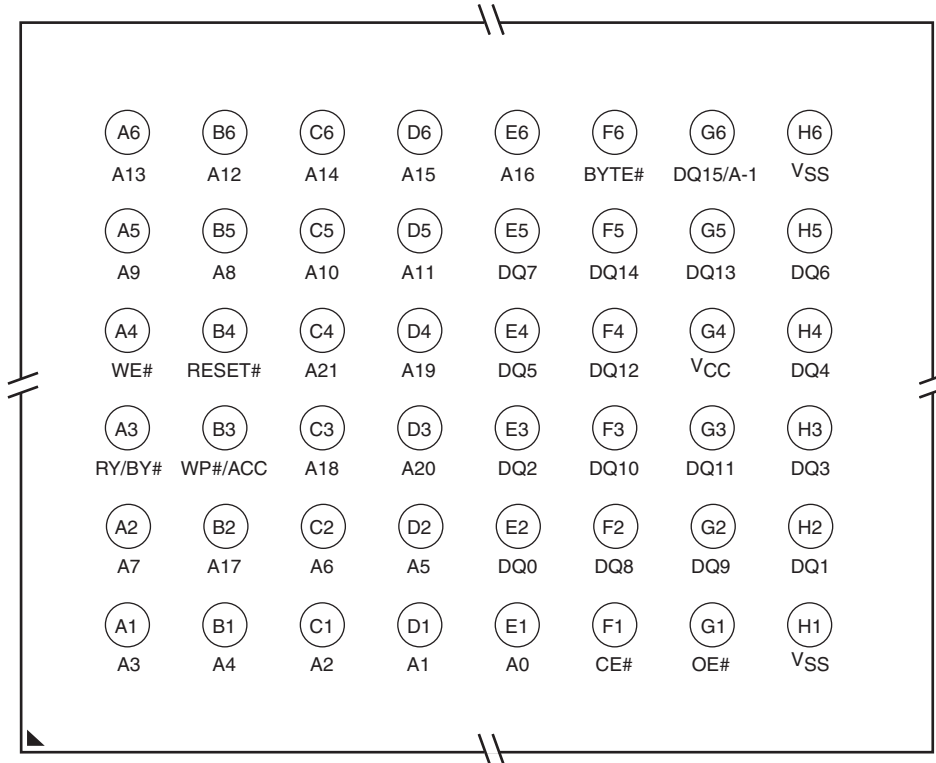 A6 B6 C6 D6 E6 F6 G6 H6
A13 A12 A14 A15 A16 BYTE# DQ15/A-1 VSS
A5 B5 C5 D5 E5 F5 G5 H5
A9 A8 A10 A11 DQ7 DQ14 DQ13 DQ6
A4 B4 C4 D4 E4 F4 G4 H4
WE# RESET# A21 A19 DQ5 DQ12 VCC DQ4
A3 B3 C3 D3 E3 F3 G3 H3
RY/BY# WP#/ACC A18 A20 DQ2 DQ10 DQ11 DQ3
A2 B2 C2 D2 E2 F2 G2 H2
A7 A17 A6 A5 DQ0 DQ8 DQ9 DQ1
A1 B1 C1 D1 E1 F1 G1 H1
A3 A4 A2 A1 A0 CE# OE# VSS